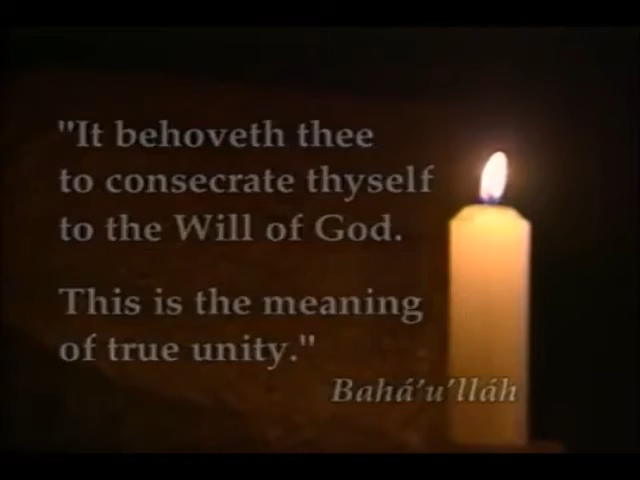 "It behoveth thee
to consecrate thyself
to the Will of God.
This is the meaning
of true unity."
Bahá'u'lláh